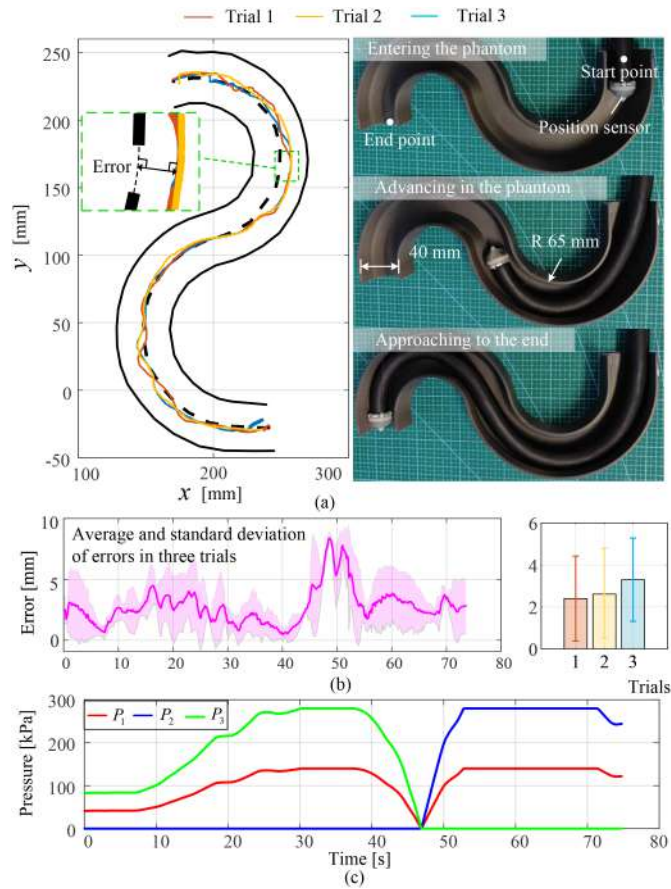 Trial 1 Trial 2 Trial 3
250
200
150
100
50
0
-50
y [mm]
Error
100 200 300
x [mm]
Entering the phantom
Start point
End point
Position sensor
Advancing in the phantom
40 mm
R 65 mm
Approaching to the end
(a)
10
5
0
Error [mm]
Average and standard deviation
of errors in three trials
0 10 20 30 40 50 60 70 80
6
4
2
0
1 2 3
Trials
(b)
300
200
100
0
Pressure [kPa]
P1 P2 P3
0 10 20 30 40 50 60 70 80
Time [s]
(c)